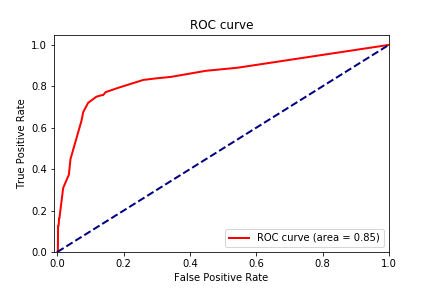 ROC curve
True Positive Rate
1.0
0.8
0.6
0.4
0.2
0.0
ROC curve (area = 0.85)
0.0 0.2 0.4 0.6 0.8 1.0
False Positive Rate